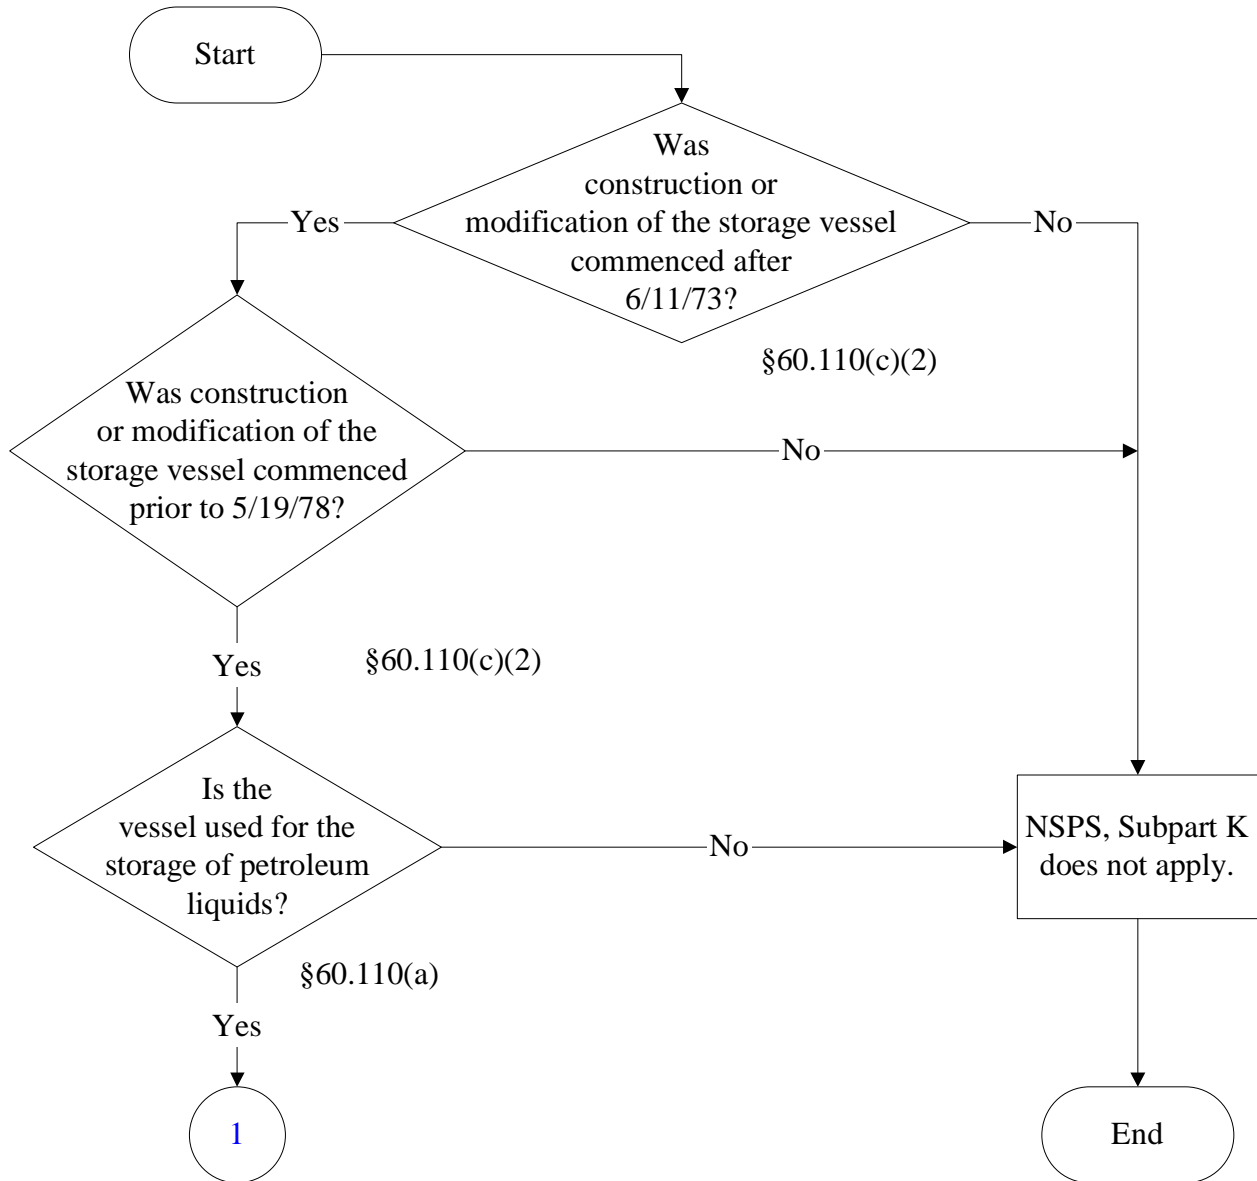 Start
Was
construction or
modification of the storage vessel
commenced after
6/11/73?
Yes
No
§60.110(c)(2)
Was construction
or modification of the
storage vessel commenced
prior to 5/19/78?
No
Yes
§60.110(c)(2)
Is the
vessel used for the
storage of petroleum
liquids?
No
NSPS, Subpart K
does not apply.
§60.110(a)
Yes
1
End